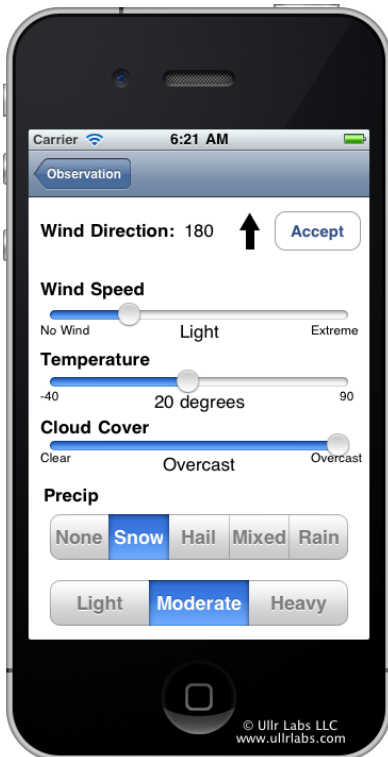 Carrier 6:21 AM
Observation
Wind Direction: 180 Accept
Wind Speed
No Wind Light Extreme
Temperature
-40 20 degrees 90
Cloud Cover
Clear Overcast Overcast
Precip
None Snow Hail Mixed Rain
Light Moderate Heavy
© Ullr Labs LLC
www.ullrlabs.com